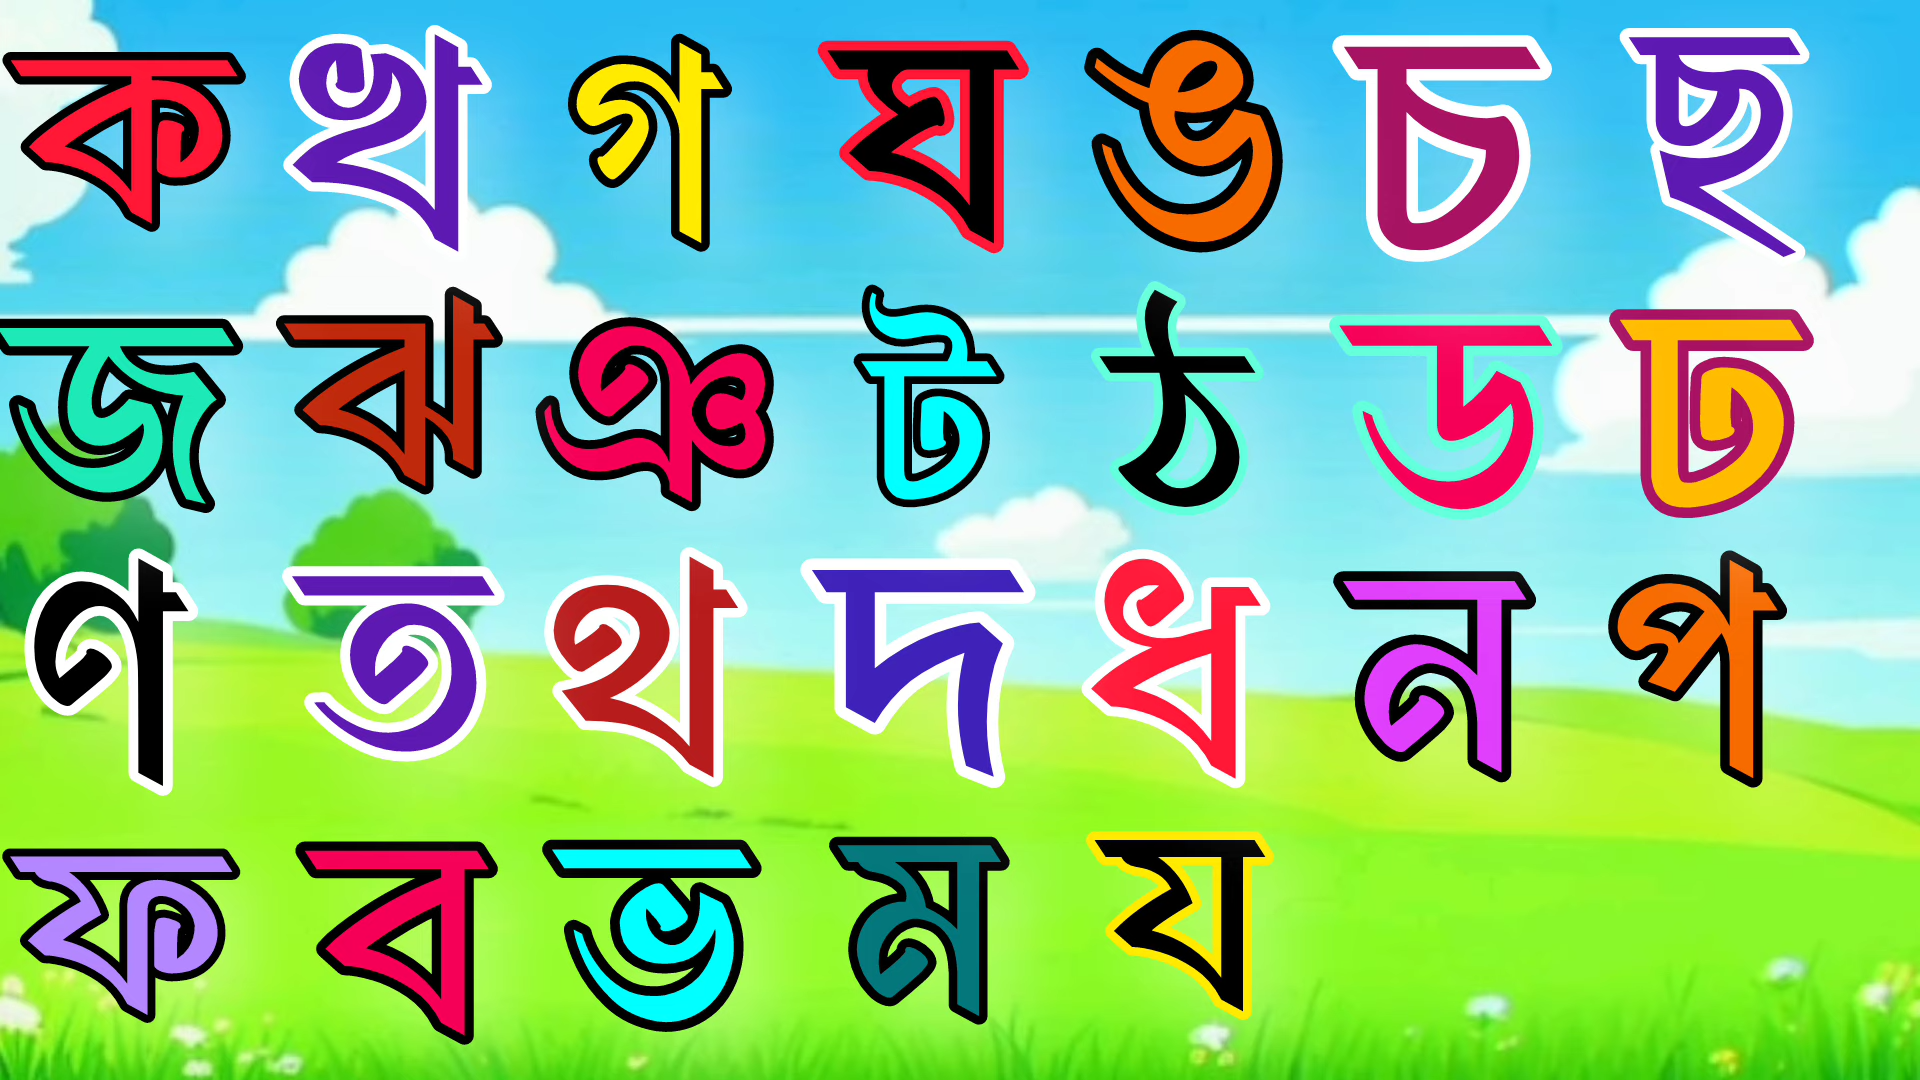 ক খ গ ঘ ঙ চ ছ
জ ঝ ঞ ট ঠ ড ঢ
ণ ত থ দ ধ ন প
ফ ব ভ ম য